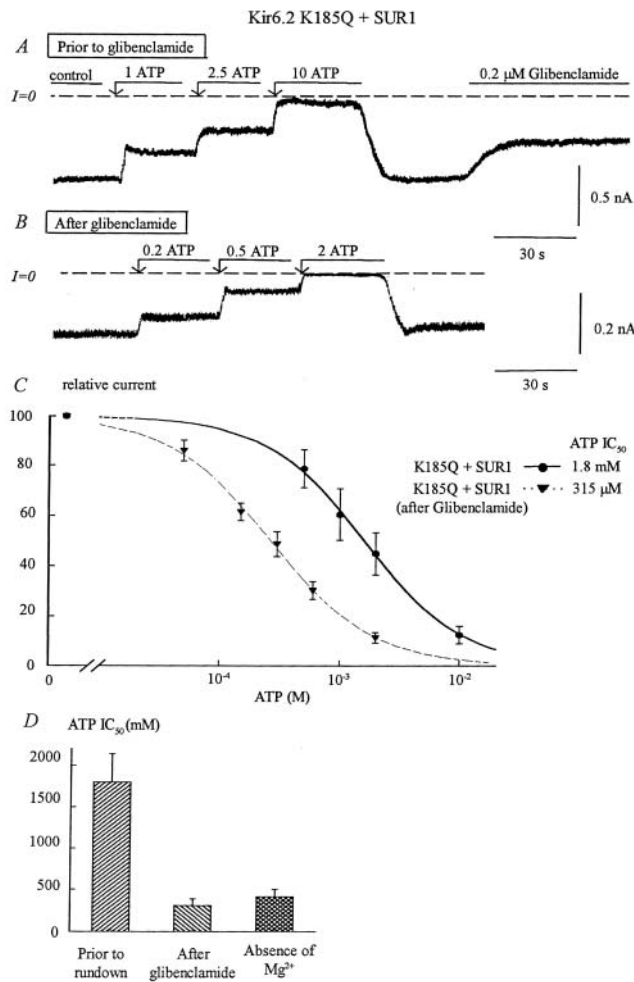 Kir6.2 K185Q + SUR1
A Prior to glibenclamide
control 1 ATP 2.5 ATP 10 ATP 0.2 µM Glibenclamide
I=0
0.5 nA
30 s
B After glibenclamide
0.2 ATP 0.5 ATP 2 ATP
I=0
0.2 nA
30 s
C relative current
100
80
60
40
20
0
0 10⁻⁴ 10⁻³ 10⁻²
ATP (M)
ATP IC₅₀
K185Q + SUR1 1.8 mM
K185Q + SUR1 315 µM
(after Glibenclamide)
D ATP IC₅₀(mM)
2000
1500
1000
500
0
Prior to rundown
After glibenclamide
Absence of Mg²⁺